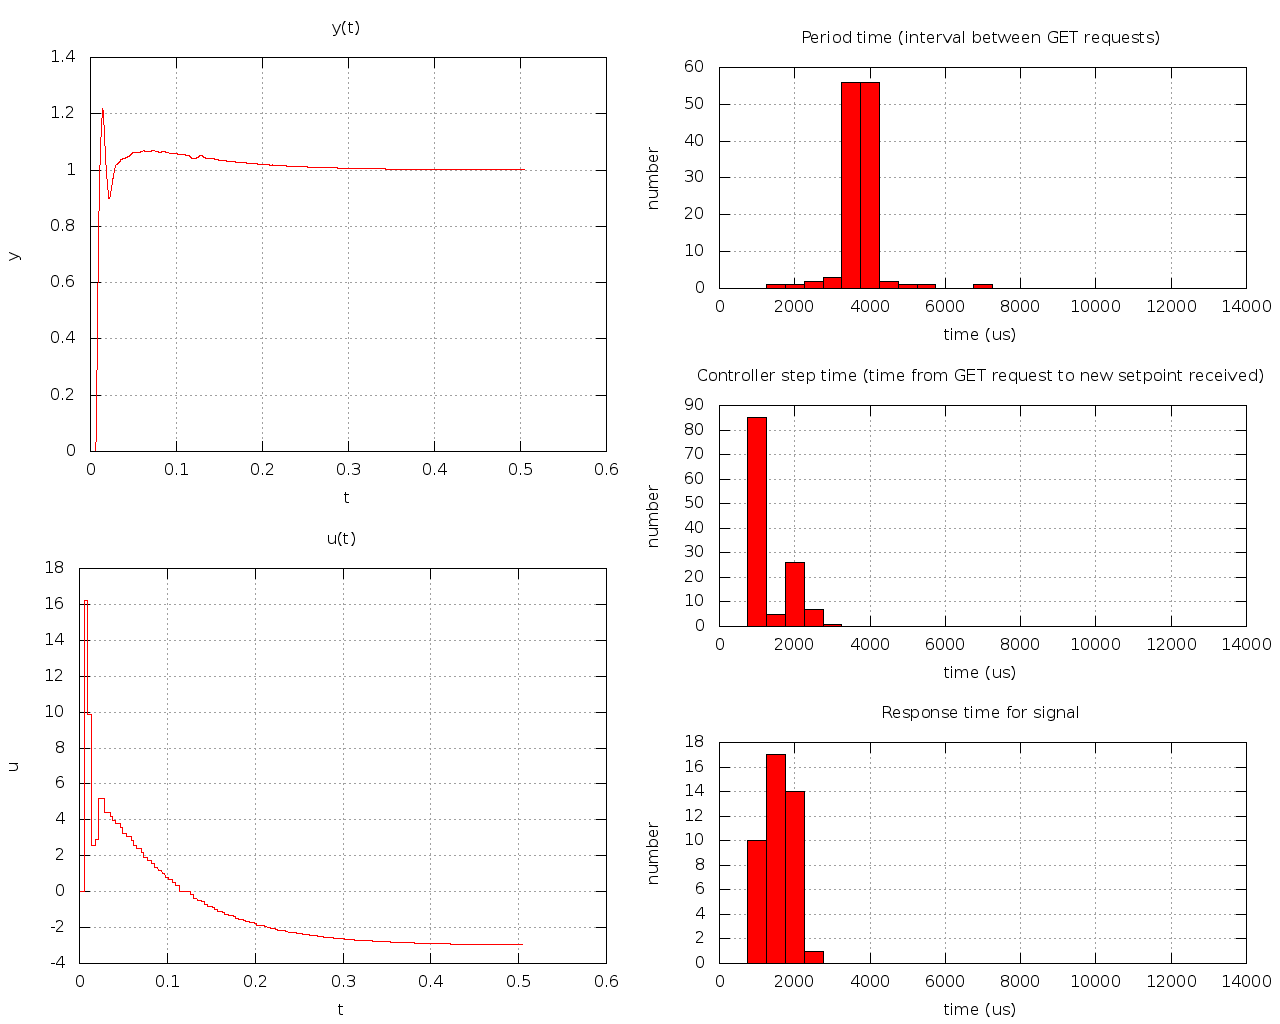 y(t)
1.4
1.2
1
0.8
0.6
0.4
0.2
0
y
0 0.1 0.2 0.3 0.4 0.5 0.6
t
u(t)
18
16
14
12
10
8
6
4
2
0
-2
-4
u
0 0.1 0.2 0.3 0.4 0.5 0.6
t
Period time (interval between GET requests)
60
50
40
30
20
10
0
number
0 2000 4000 6000 8000 10000 12000 14000
time (us)
Controller step time (time from GET request to new setpoint received)
90
80
70
60
50
40
30
20
10
0
number
0 2000 4000 6000 8000 10000 12000 14000
time (us)
Response time for signal
18
16
14
12
10
8
6
4
2
0
number
0 2000 4000 6000 8000 10000 12000 14000
time (us)